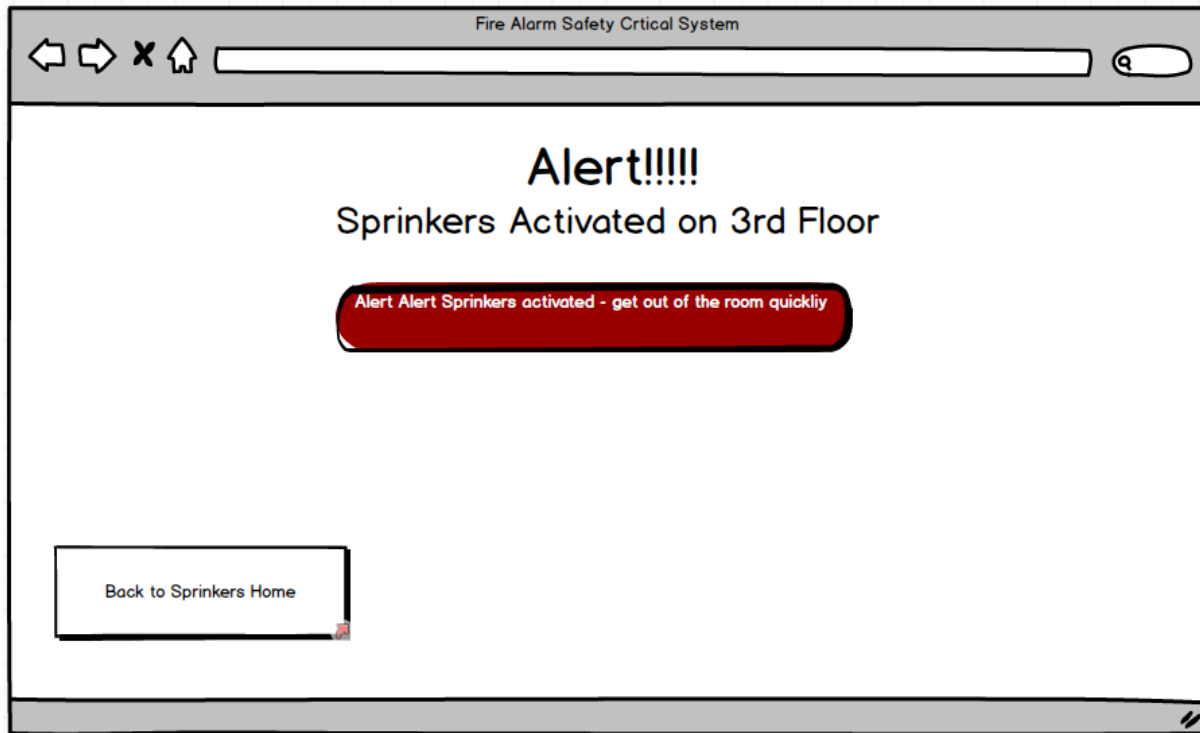 Fire Alarm Safety Crtical System
Alert!!!!!
Sprinkers Activated on 3rd Floor
Alert Alert Sprinkers activated - get out of the room quickliy
Back to Sprinkers Home